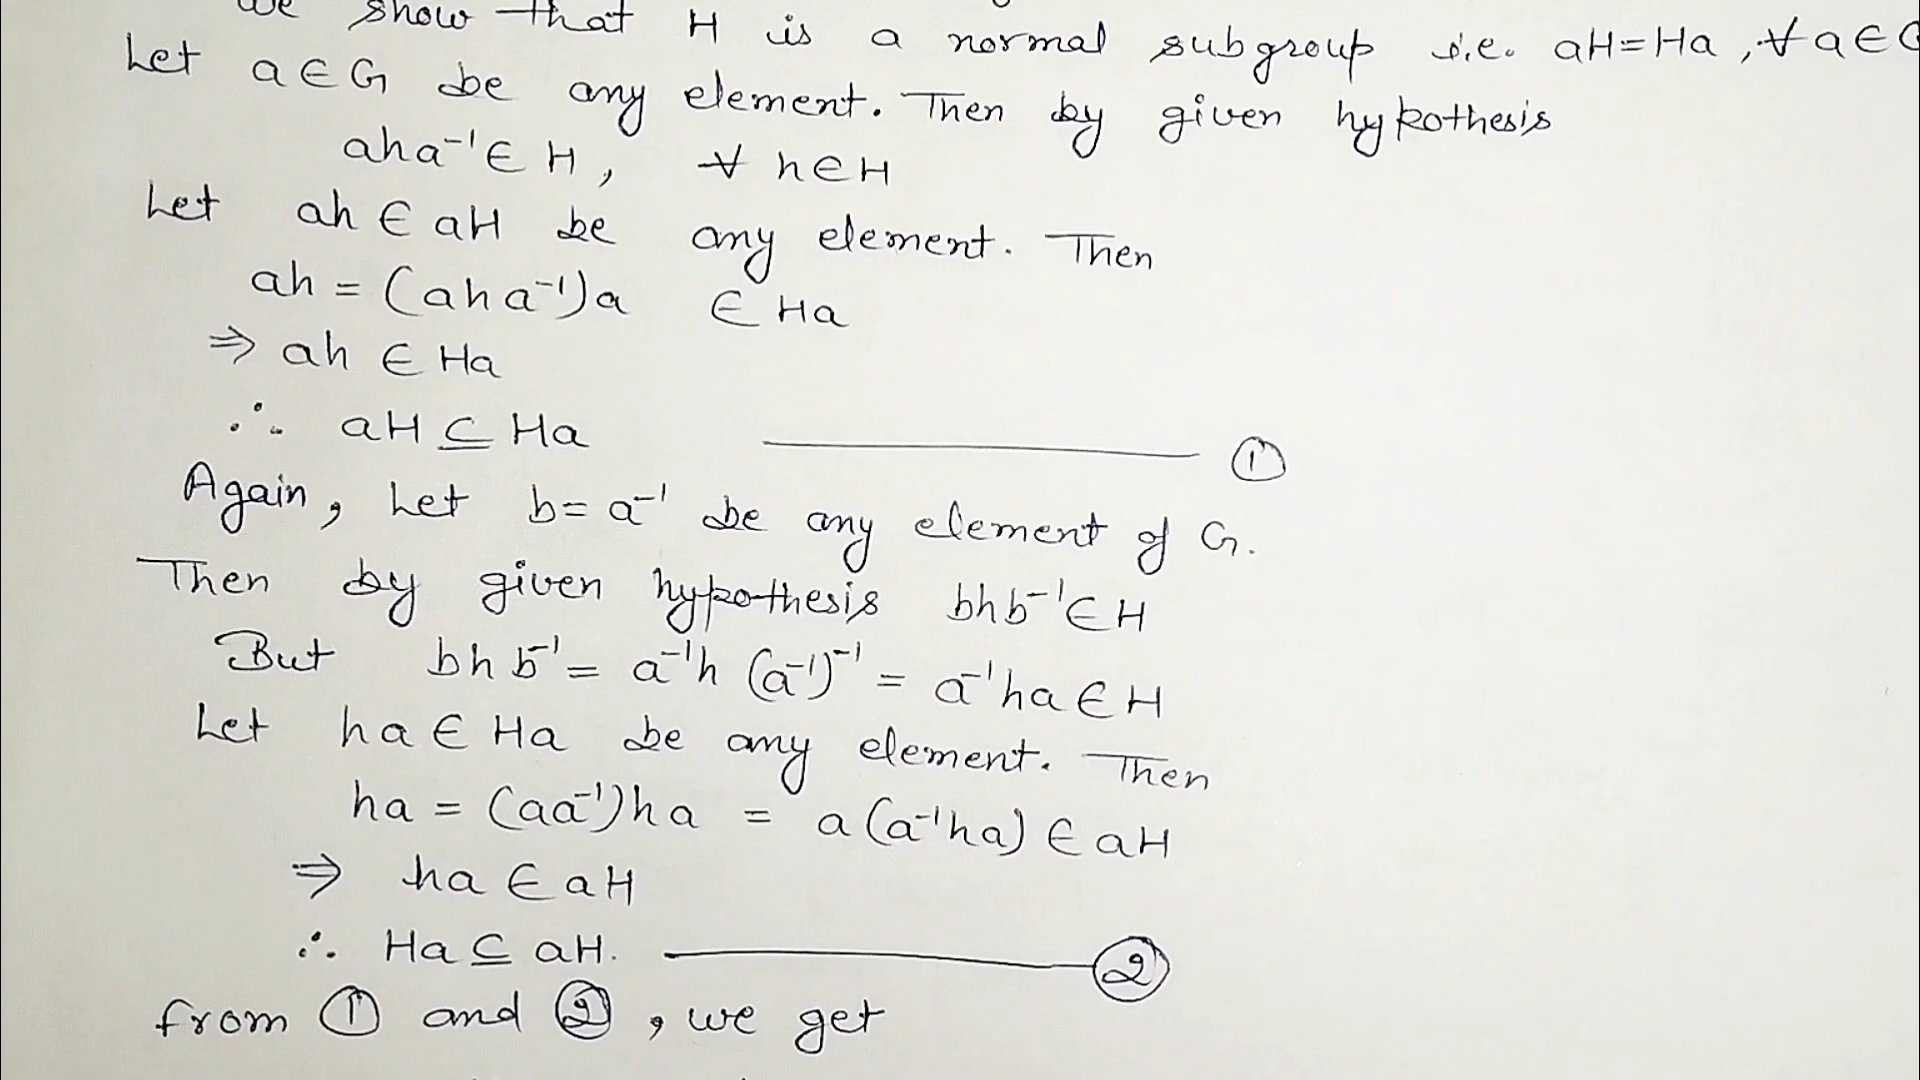 we show that H is a normal subgroup i.e. aH=Ha, ∀ a∈G
Let a∈G be any element. Then by given hypothesis
aha⁻¹∈H, ∀ h∈H
Let ah∈aH be any element. Then
ah = (aha⁻¹)a ∈Ha
⇒ ah ∈Ha
∴ aH⊆Ha ——— ①
Again, Let b=a⁻¹ be any element of G.
Then by given hypothesis bhb⁻¹∈H
But bhb⁻¹= a⁻¹h(a⁻¹)⁻¹ = a⁻¹ha∈H
Let ha∈Ha be any element. Then
ha = (aa⁻¹)ha = a(a⁻¹ha)∈aH
⇒ ha∈aH
∴ Ha⊆aH. ——— ②
from ① and ②, we get